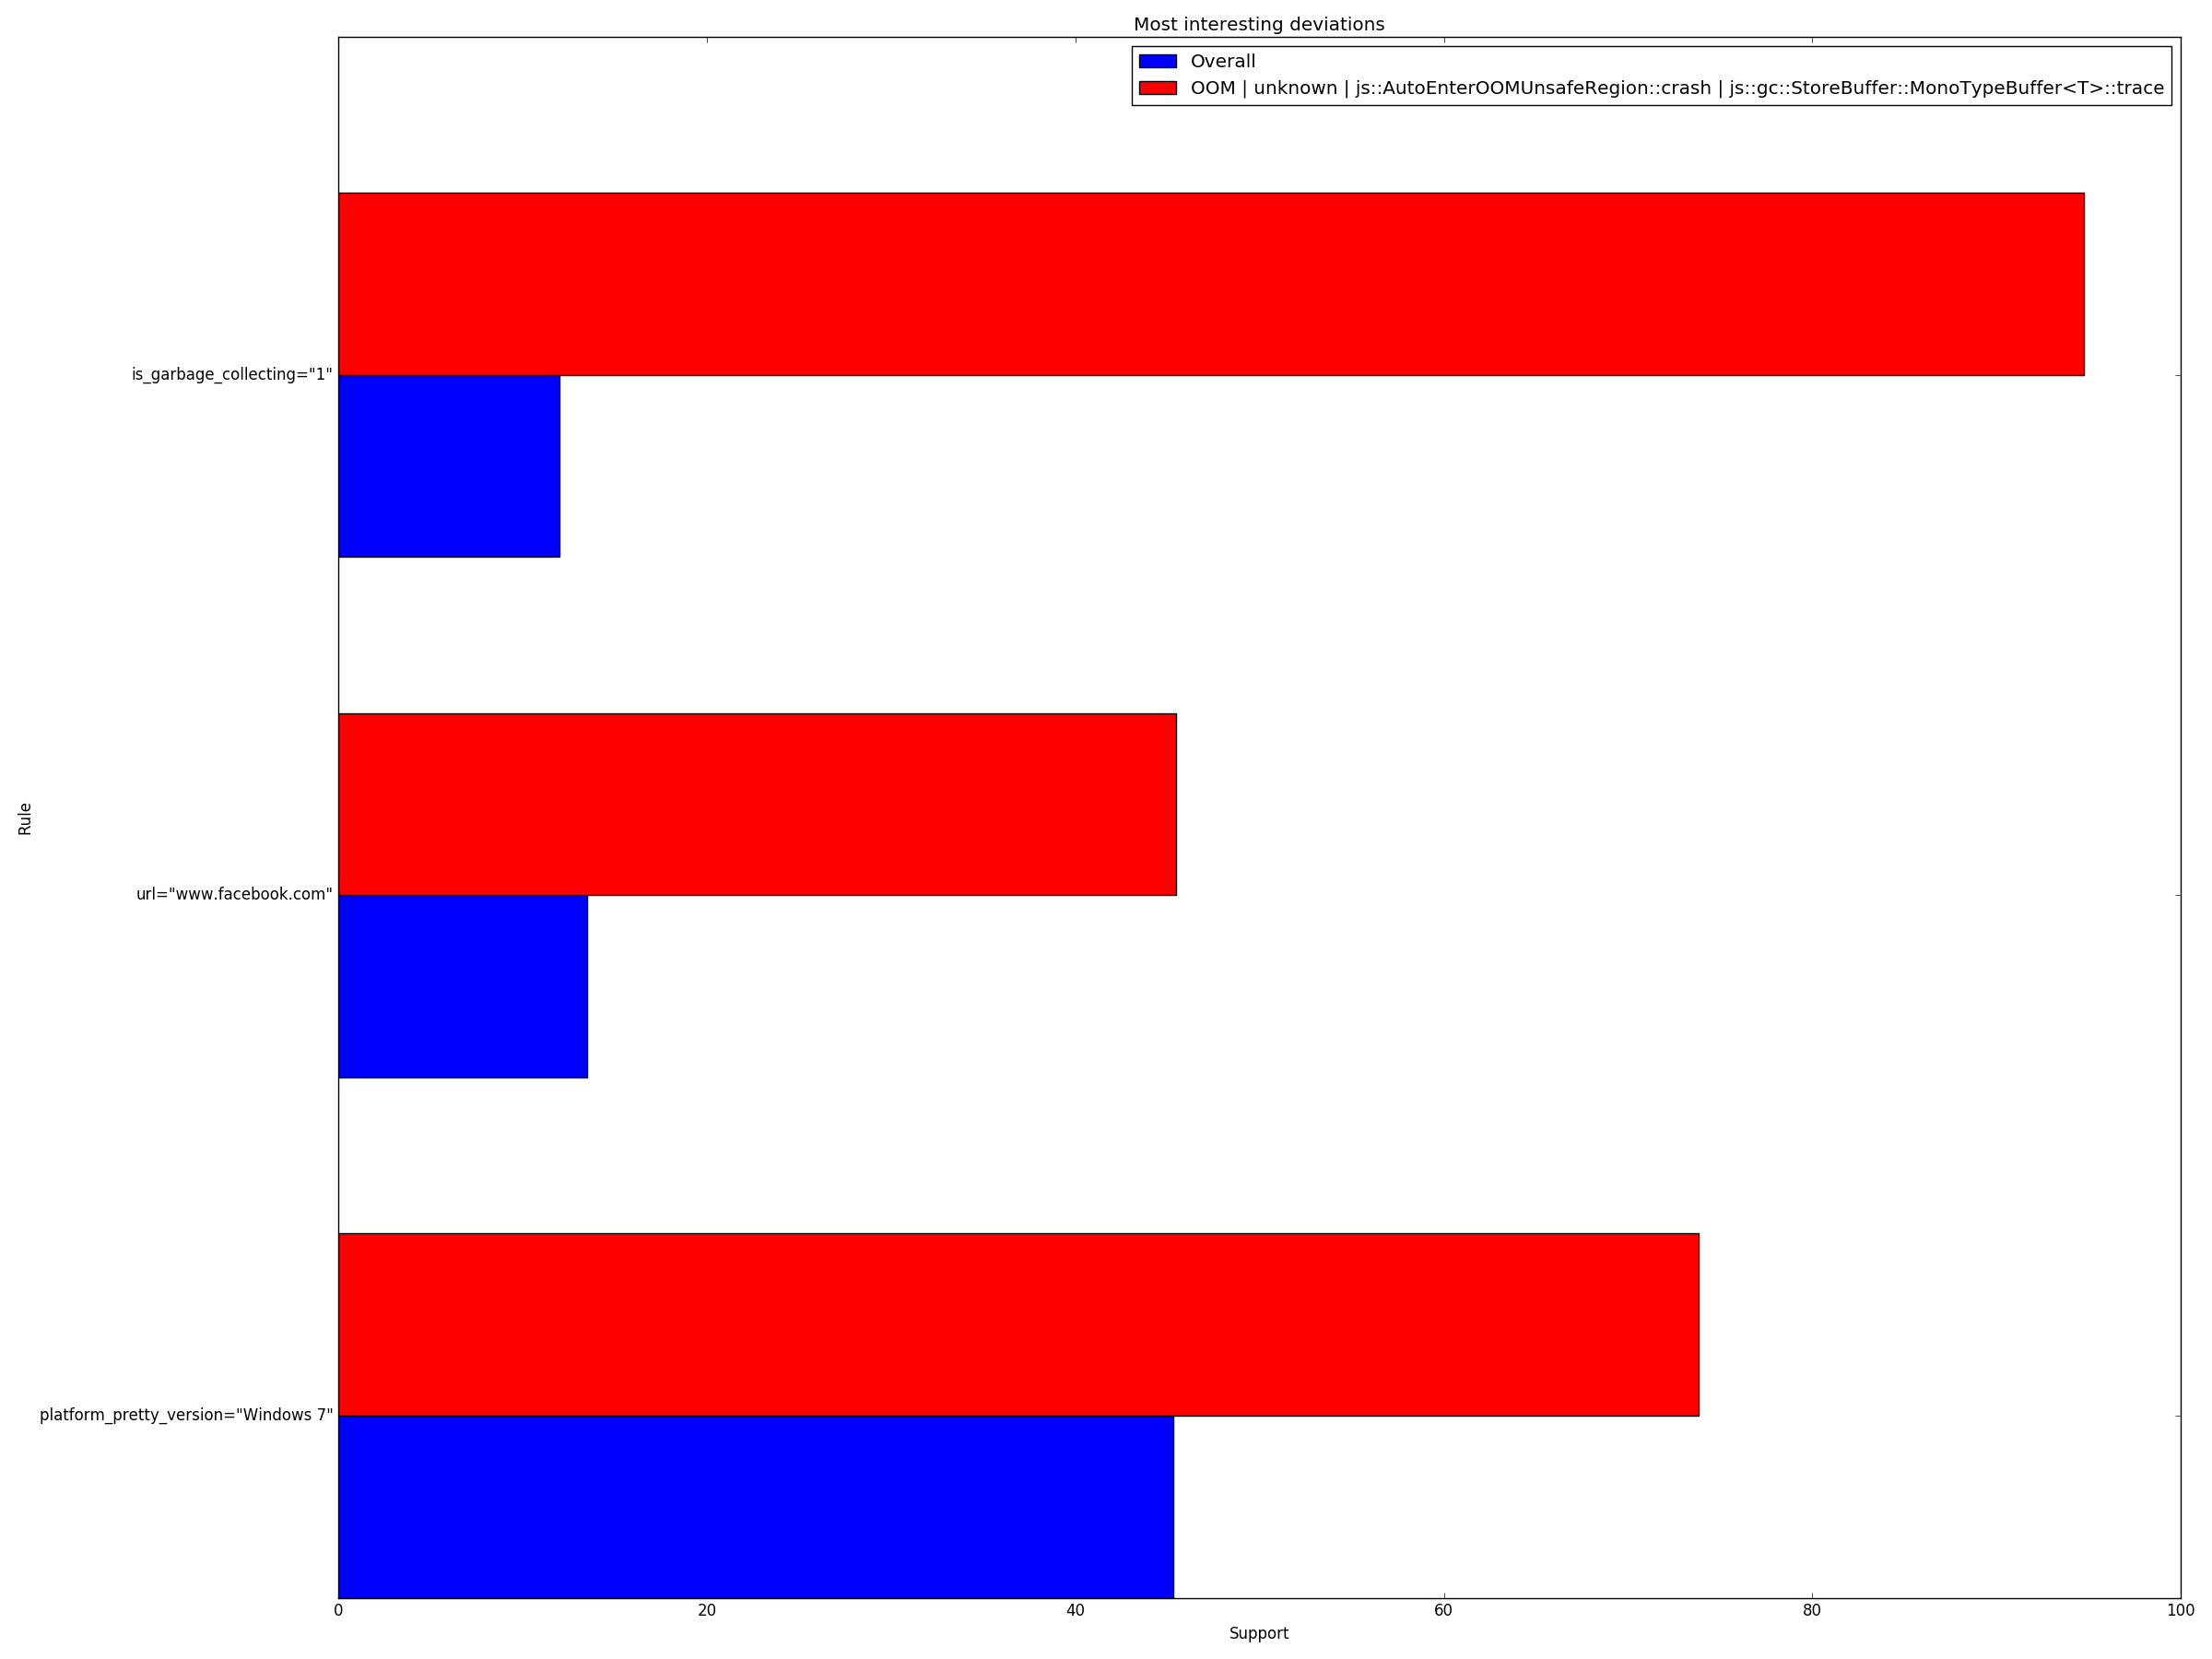 Most interesting deviations
Overall
OOM | unknown | js::AutoEnterOOMUnsafeRegion::crash | js::gc::StoreBuffer::MonoTypeBuffer<T>::trace
is_garbage_collecting="1"
url="www.facebook.com"
platform_pretty_version="Windows 7"
Rule
0 20 40 60 80 100
Support